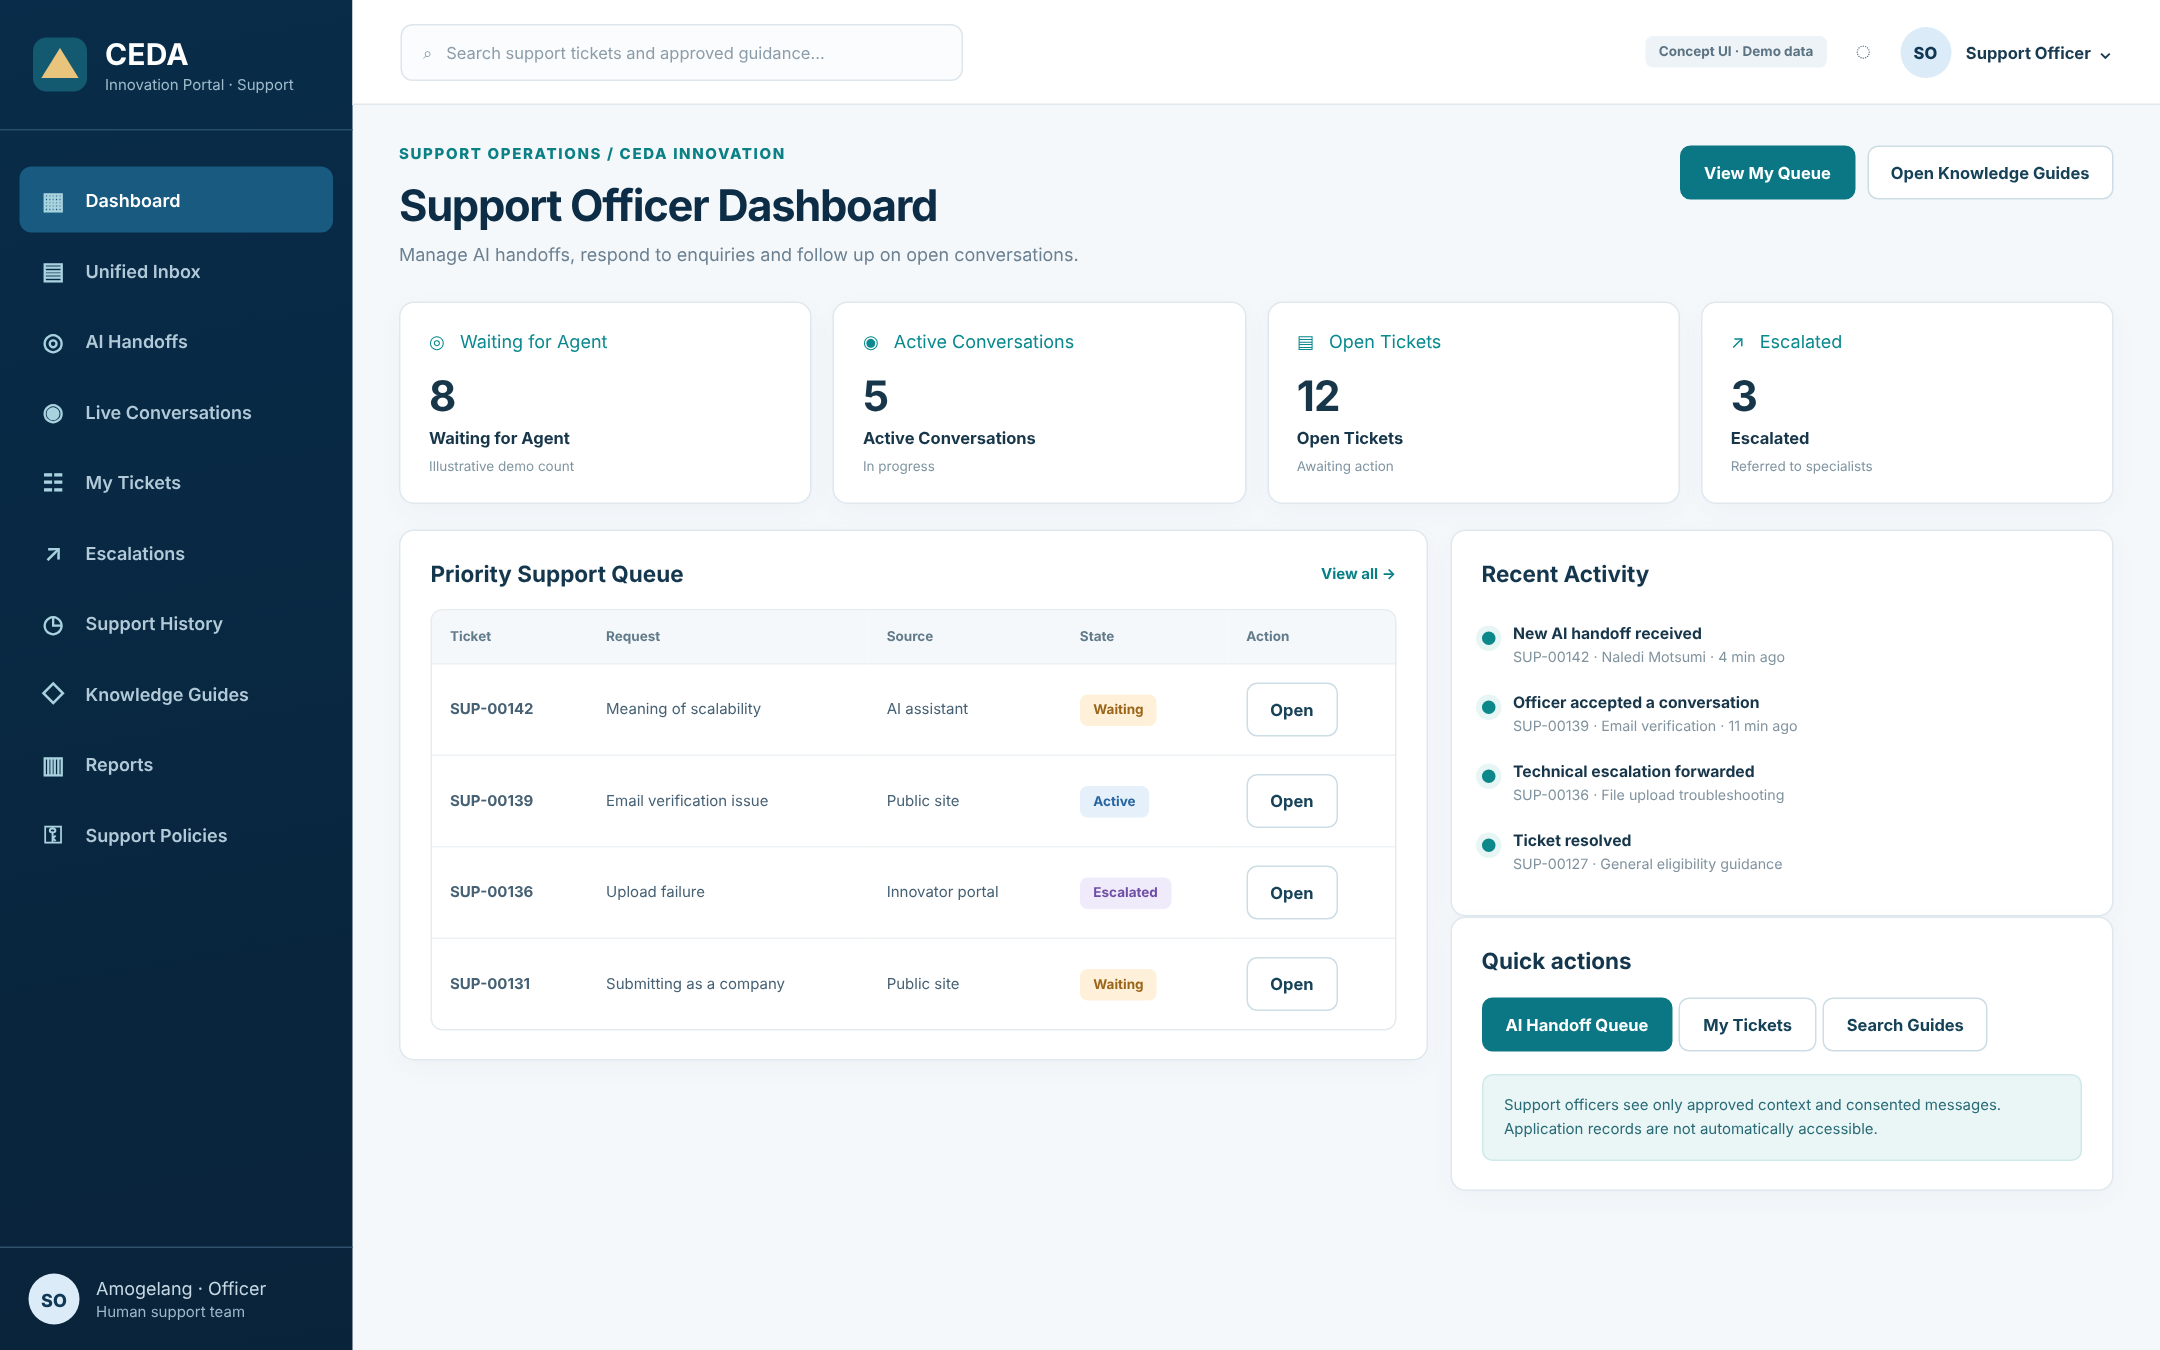 CEDA
Innovation Portal · Support
Dashboard
Unified Inbox
AI Handoffs
Live Conversations
My Tickets
Escalations
Support History
Knowledge Guides
Reports
Support Policies
SO
Amogelang · Officer
Human support team
Search support tickets and approved guidance...
Concept UI · Demo data
SO
Support Officer
SUPPORT OPERATIONS / CEDA INNOVATION
Support Officer Dashboard
Manage AI handoffs, respond to enquiries and follow up on open conversations.
View My Queue
Open Knowledge Guides
Waiting for Agent
8
Waiting for Agent
Illustrative demo count
Active Conversations
5
Active Conversations
In progress
Open Tickets
12
Open Tickets
Awaiting action
Escalated
3
Escalated
Referred to specialists
Priority Support Queue
View all →
Ticket Request Source State Action
SUP-00142 Meaning of scalability AI assistant Waiting Open
SUP-00139 Email verification issue Public site Active Open
SUP-00136 Upload failure Innovator portal Escalated Open
SUP-00131 Submitting as a company Public site Waiting Open
Recent Activity
New AI handoff received
SUP-00142 · Naledi Motsumi · 4 min ago
Officer accepted a conversation
SUP-00139 · Email verification · 11 min ago
Technical escalation forwarded
SUP-00136 · File upload troubleshooting
Ticket resolved
SUP-00127 · General eligibility guidance
Quick actions
AI Handoff Queue
My Tickets
Search Guides
Support officers see only approved context and consented messages.
Application records are not automatically accessible.